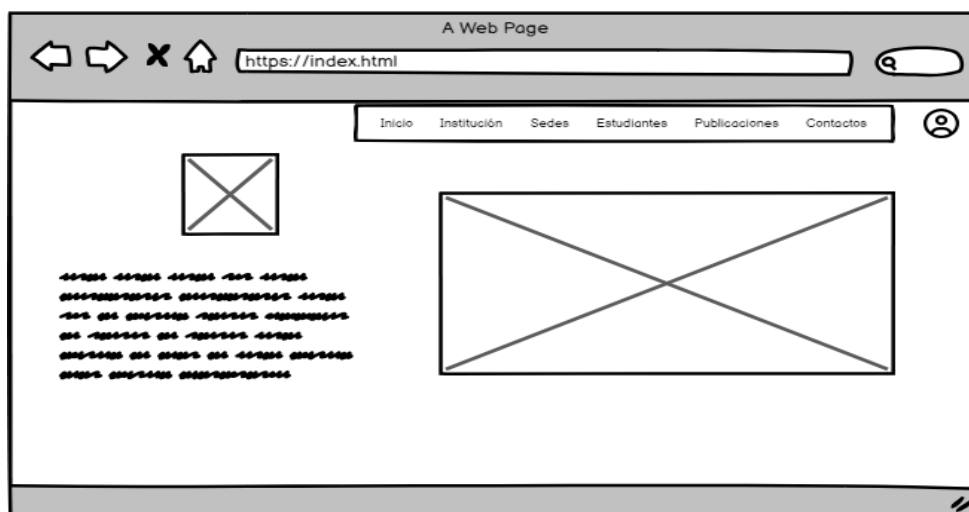 A Web Page
https://index.html
Inicio Institución Sedes Estudiantes Publicaciones Contactos